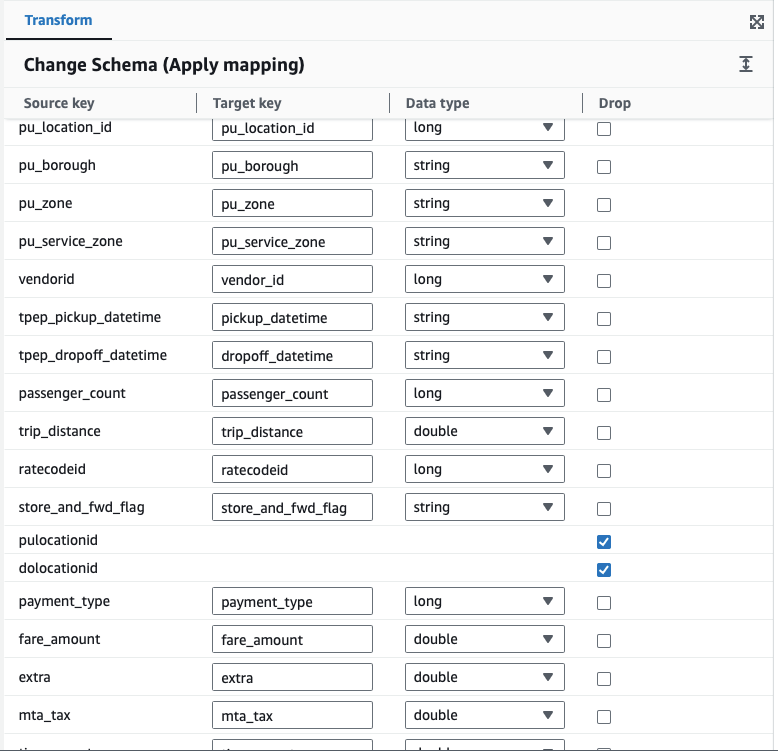 Transform
Change Schema (Apply mapping)
Source key Target key Data type Drop
pu_location_id pu_location_id long
pu_borough pu_borough string
pu_zone pu_zone string
pu_service_zone pu_service_zone string
vendorid vendor_id long
tpep_pickup_datetime pickup_datetime string
tpep_dropoff_datetime dropoff_datetime string
passenger_count passenger_count long
trip_distance trip_distance double
ratecodeid ratecodeid long
store_and_fwd_flag store_and_fwd_flag string
pulocationid
dolocationid
payment_type payment_type long
fare_amount fare_amount double
extra extra double
mta_tax mta_tax double